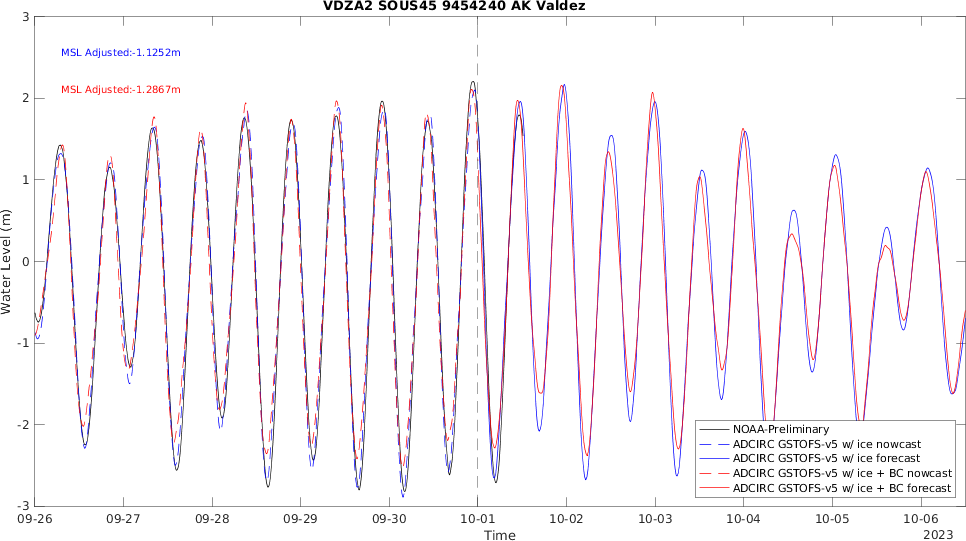 VDZA2 SOUS45 9454240 AK Valdez
MSL Adjusted:-1.1252m
MSL Adjusted:-1.2867m
Water Level (m)
3
2
1
0
-1
-2
-3
09-26 09-27 09-28 09-29 09-30 10-01 10-02 10-03 10-04 10-05 10-06
Time
2023
NOAA-Preliminary
ADCIRC GSTOFS-v5 w/ ice nowcast
ADCIRC GSTOFS-v5 w/ ice forecast
ADCIRC GSTOFS-v5 w/ ice + BC nowcast
ADCIRC GSTOFS-v5 w/ ice + BC forecast